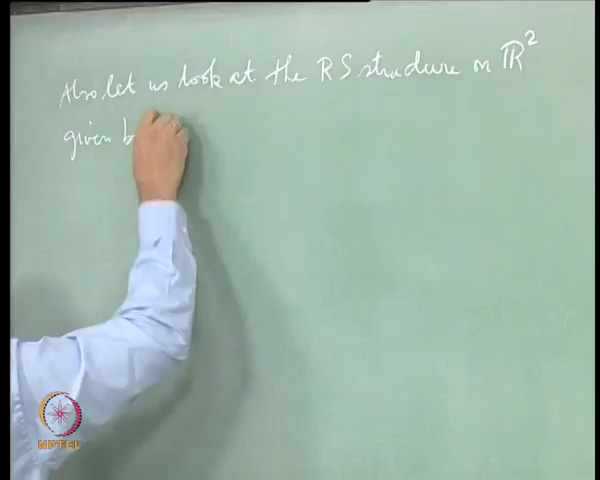 Also, let us look at the RS structure on ℝ²
given b
NPTEL